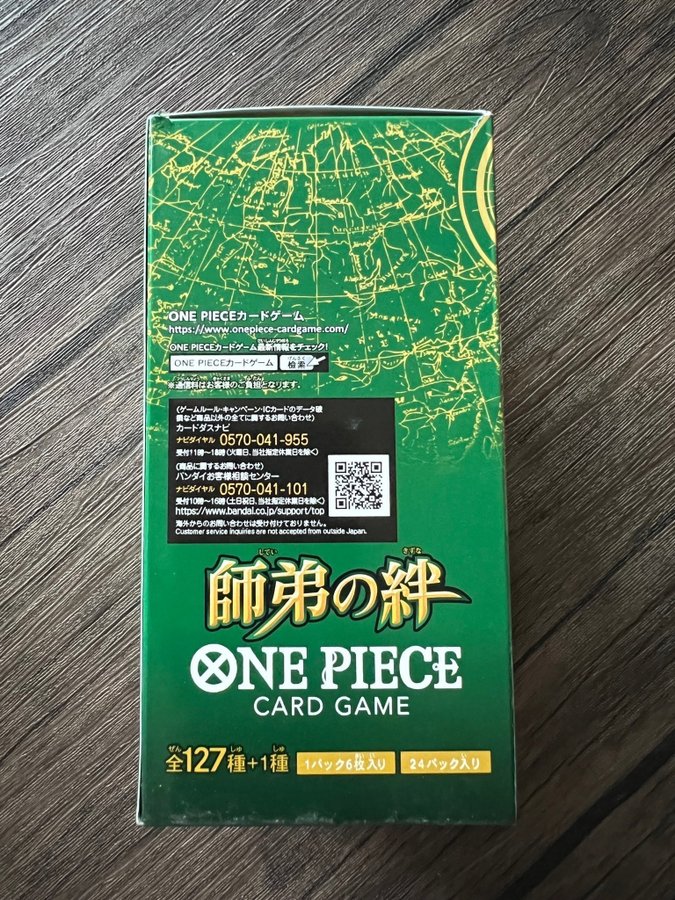 ONE PIECEカードゲーム
https://www.onepiece-cardgame.com/
ONE PIECEカードゲーム最新情報をチェック!
ONE PIECEカードゲーム 検索
※通信料はお客様のご負担となります。
(ゲームルール・キャンペーン・ICカードのデータ破
損など商品以外の全てに関するお問い合わせ)
カードダスナビ
ナビダイヤル 0570-041-955
受付11時〜18時(火曜日、当社指定休業日を除く)
(商品に関するお問い合わせ)
バンダイお客様相談センター
ナビダイヤル 0570-041-101
受付10時〜16時(土日祝日、当社指定休業日を除く)
https://www.bandai.co.jp/support/top
海外からのお問い合わせは受け付けておりません。
Customer service inquiries are not accepted from outside Japan.
してい きずな
師弟の絆
ONE PIECE
CARD GAME
ぜん しゅ しゅ
全127種+1種 1パック6枚入り 24パック入り